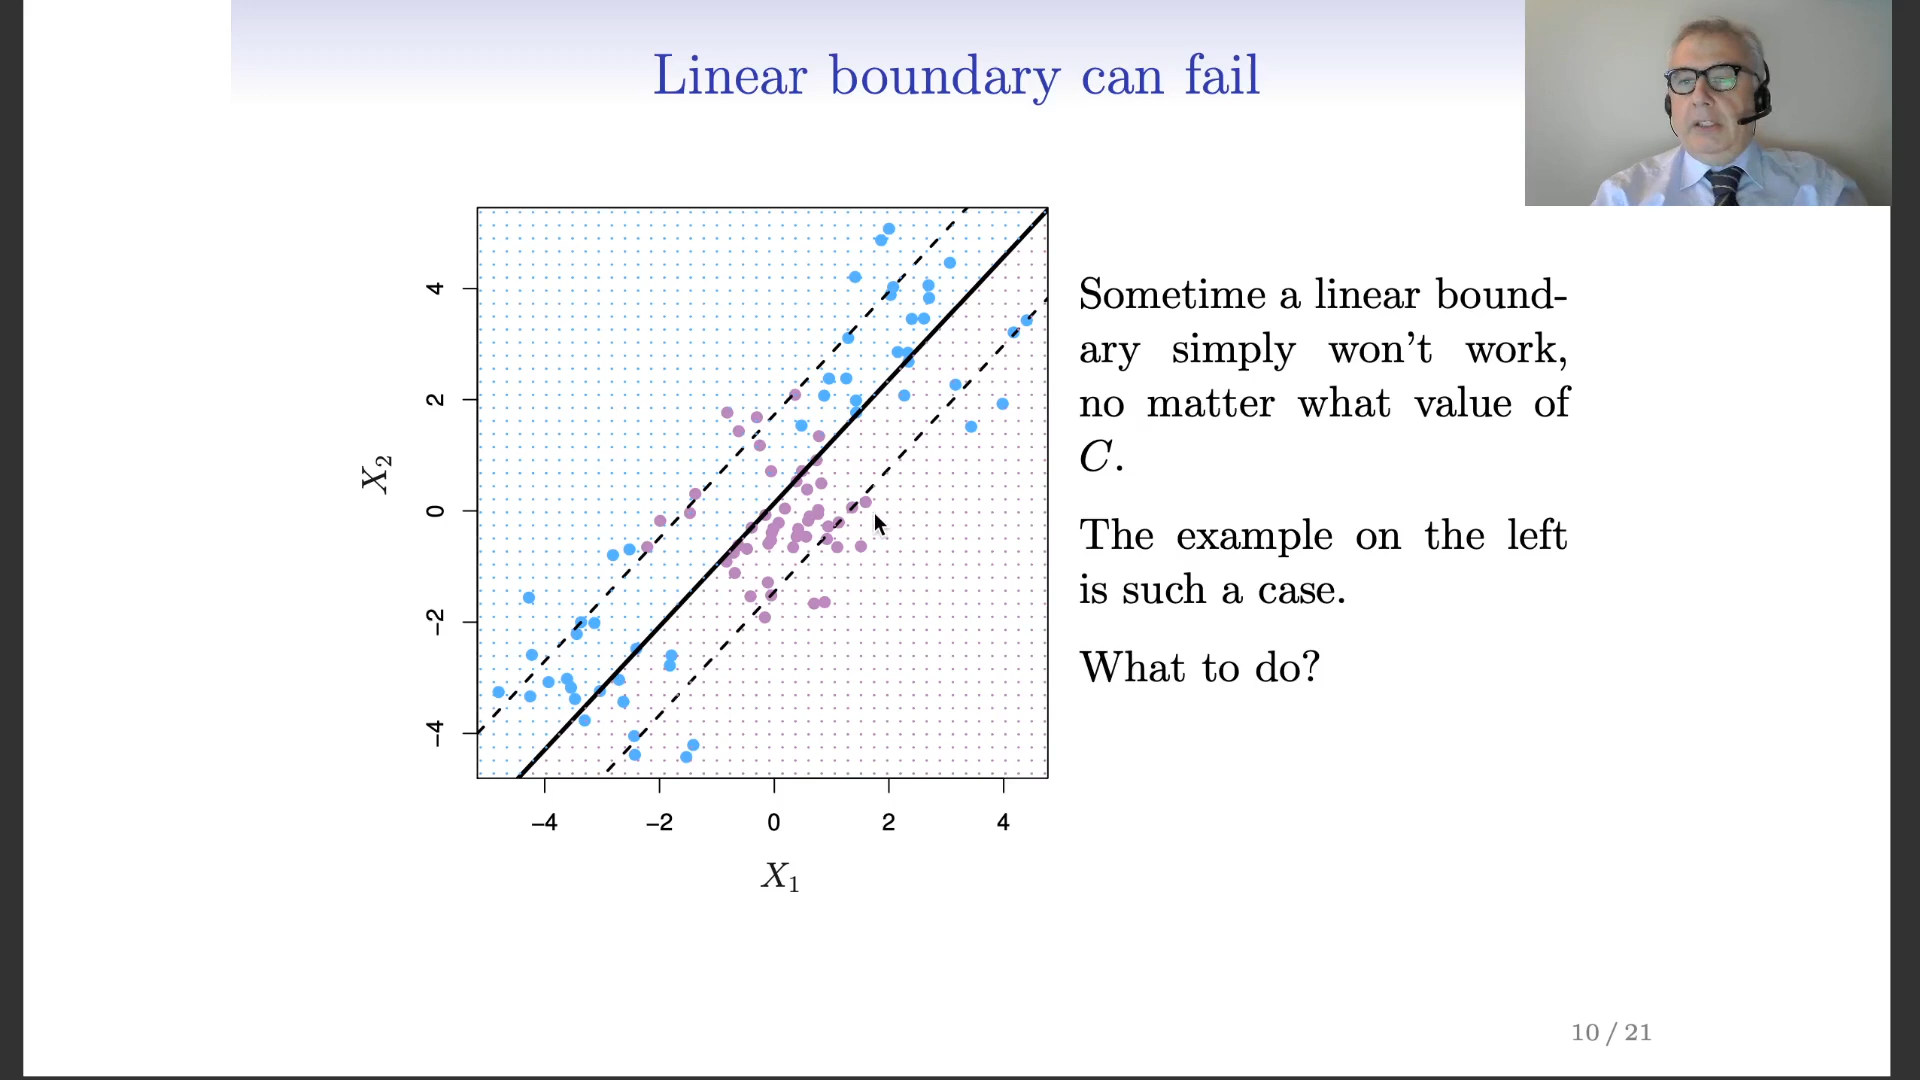 Linear boundary can fail
Sometime a linear bound-
ary simply won't work,
no matter what value of
C.
The example on the left
is such a case.
What to do?
4
2
0
−2
−4
X2
−4 −2 0 2 4
X1
10 / 21